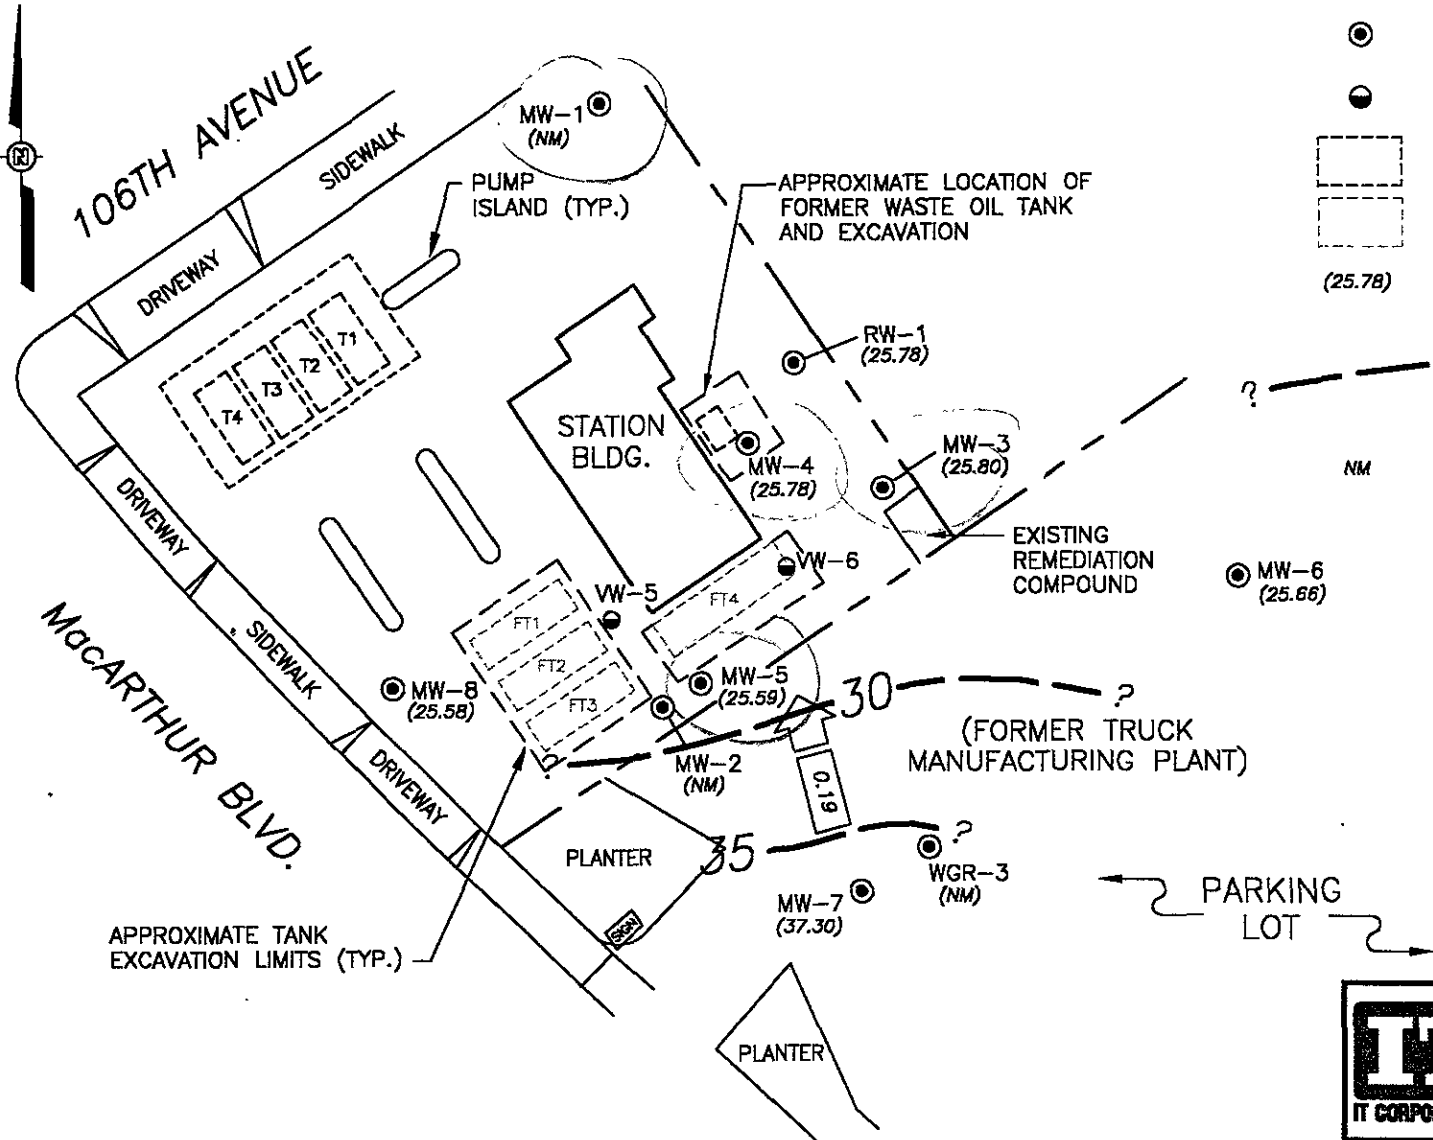 N
106TH AVENUE
SIDEWALK
DRIVEWAY
MW-1
(NM)
PUMP
ISLAND (TYP.)
APPROXIMATE LOCATION OF
FORMER WASTE OIL TANK
AND EXCAVATION
(25.78)
T1
T2
T3
T4
RW-1
(25.78)
STATION
BLDG.
MW-4
(25.78)
MW-3
(25.80)
?
NM
DRIVEWAY
EXISTING
REMEDIATION
COMPOUND
MW-6
(25.66)
VW-6
VW-5
FT4
FT1
FT2
FT3
MacARTHUR BLVD.
SIDEWALK
MW-8
(25.58)
MW-5
(25.59)
30
?
(FORMER TRUCK
MANUFACTURING PLANT)
?
MW-2
(NM)
0.19
DRIVEWAY
35
?
PLANTER
WGR-3
(NM)
MW-7
(37.30)
PARKING
LOT
SIGN
APPROXIMATE TANK
EXCAVATION LIMITS (TYP.)
PLANTER